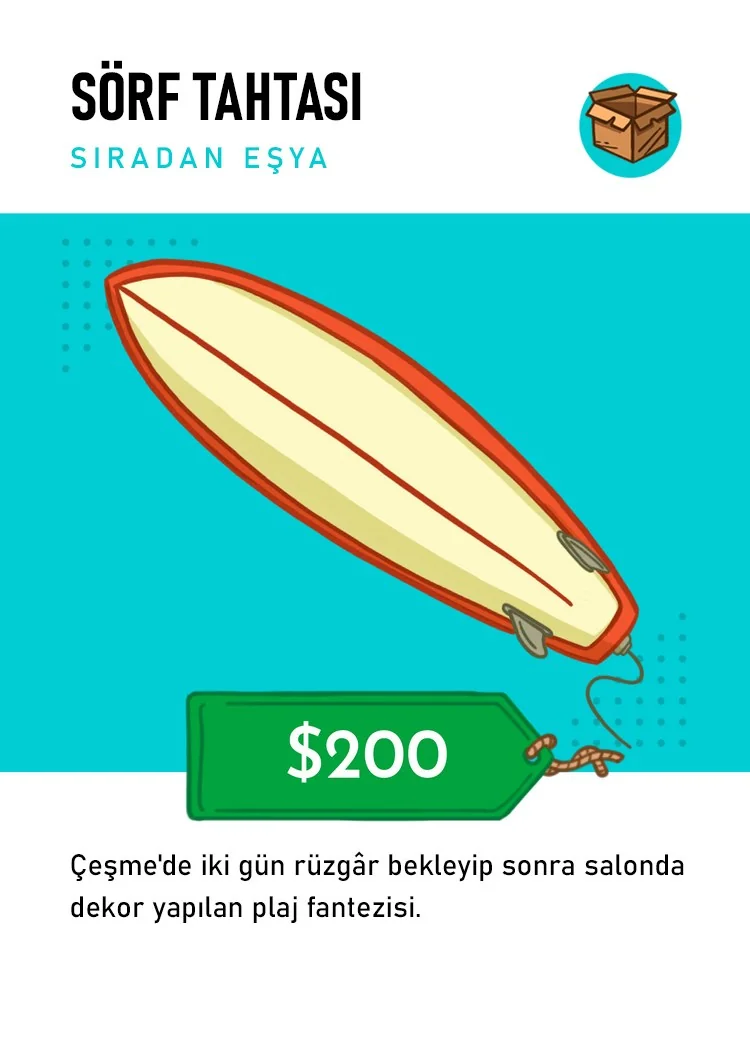 SÖRF TAHTASI
SIRADAN EŞYA
$200
Çeşme'de iki gün rüzgâr bekleyip sonra salonda
dekor yapılan plaj fantezisi.